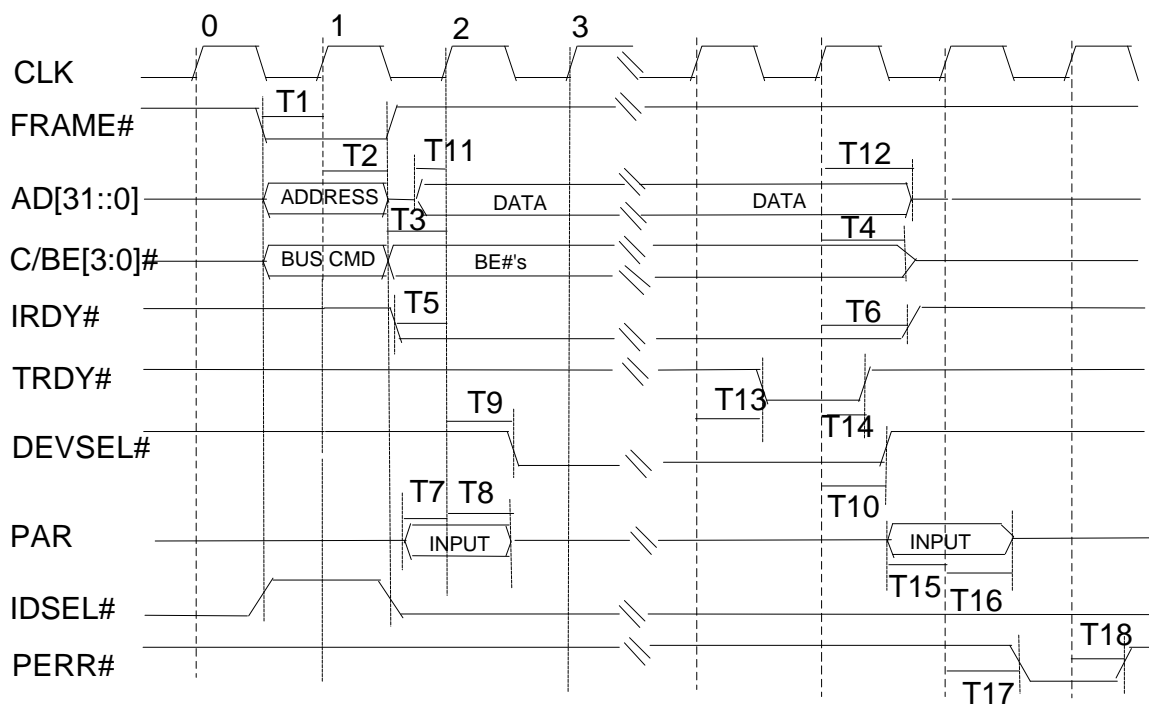 0 1 2 3
CLK
T1
FRAME#
T2 T11 T12
AD[31::0] ADDRESS DATA DATA
T3 T4
C/BE[3:0]# BUS CMD BE#'s
IRDY# T5 T6
TRDY#
T9 T13 T14
DEVSEL#
T7 T8 T10
PAR INPUT INPUT
T15 T16
IDSEL#
T18
PERR#
T17